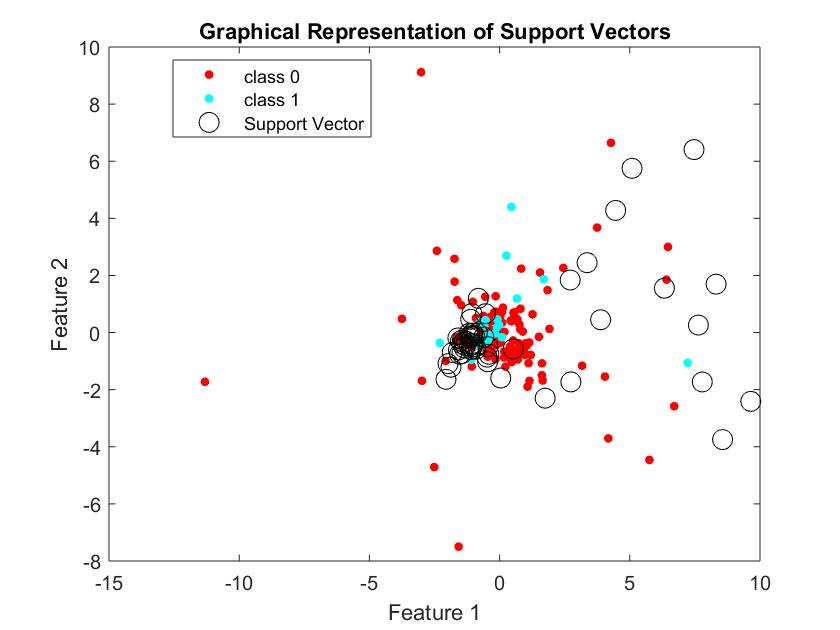 Graphical Representation of Support Vectors
class 0
class 1
Support Vector
10
8
6
4
2
0
-2
-4
-6
-8
Feature 2
-15
-10
-5
0
5
10
Feature 1